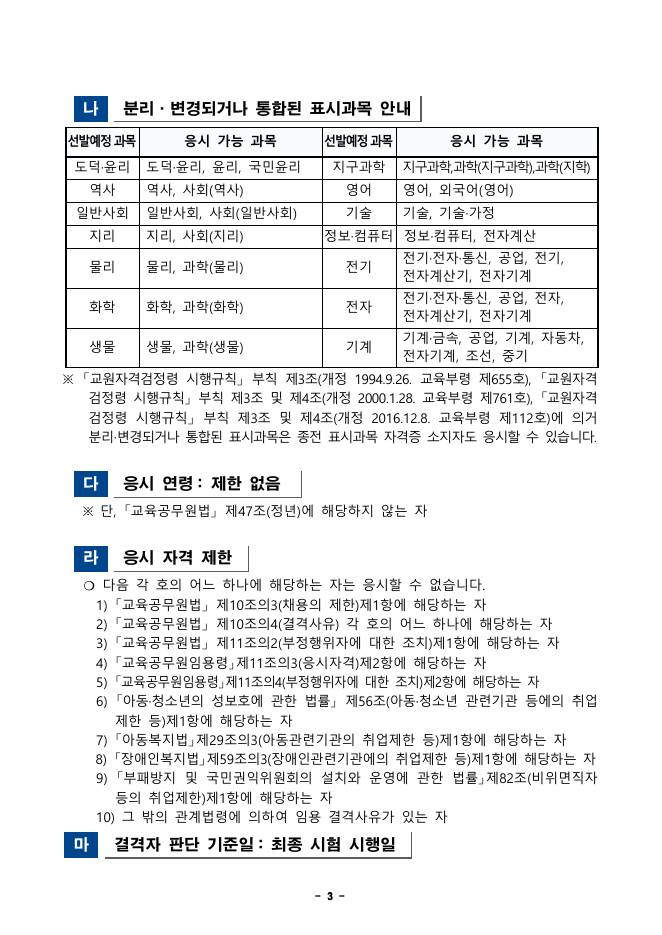 나 분리·변경되거나 통합된 표시과목 안내
선발예정 과목 응시 가능 과목 선발예정 과목 응시 가능 과목
도덕·윤리 도덕·윤리, 윤리, 국민윤리 지구과학 지구과학,과학(지구과학),과학(지학)
역사 역사, 사회(역사) 영어 영어, 외국어(영어)
일반사회 일반사회, 사회(일반사회) 기술 기술, 기술·가정
지리 지리, 사회(지리) 정보·컴퓨터 정보·컴퓨터, 전자계산
물리 물리, 과학(물리) 전기 전기·전자·통신, 공업, 전기,
전자계산기, 전자기계
화학 화학, 과학(화학) 전자 전기·전자·통신, 공업, 전자,
전자계산기, 전자기계
생물 생물, 과학(생물) 기계 기계·금속, 공업, 기계, 자동차,
전자기계, 조선, 중기
※「교원자격검정령 시행규칙」부칙 제3조(개정 1994.9.26. 교육부령 제655호),「교원자격
검정령 시행규칙」부칙 제3조 및 제4조(개정 2000.1.28. 교육부령 제761호),「교원자격
검정령 시행규칙」부칙 제3조 및 제4조(개정 2016.12.8. 교육부령 제112호)에 의거
분리·변경되거나 통합된 표시과목은 종전 표시과목 자격증 소지자도 응시할 수 있습니다.
다 응시 연령 : 제한 없음
※ 단,「교육공무원법」제47조(정년)에 해당하지 않는 자
라 응시 자격 제한
❍ 다음 각 호의 어느 하나에 해당하는 자는 응시할 수 없습니다.
1)「교육공무원법」제10조의3(채용의 제한)제1항에 해당하는 자
2)「교육공무원법」제10조의4(결격사유) 각 호의 어느 하나에 해당하는 자
3)「교육공무원법」제11조의2(부정행위자에 대한 조치)제1항에 해당하는 자
4)「교육공무원임용령」제11조의3(응시자격)제2항에 해당하는 자
5)「교육공무원임용령」제11조의4(부정행위자에 대한 조치)제2항에 해당하는 자
6)「아동·청소년의 성보호에 관한 법률」제56조(아동·청소년 관련기관 등에의 취업
제한 등)제1항에 해당하는 자
7)「아동복지법」제29조의3(아동관련기관의 취업제한 등)제1항에 해당하는 자
8)「장애인복지법」제59조의3(장애인관련기관에의 취업제한 등)제1항에 해당하는 자
9)「부패방지 및 국민권익위원회의 설치와 운영에 관한 법률」제82조(비위면직자
등의 취업제한)제1항에 해당하는 자
10) 그 밖의 관계법령에 의하여 임용 결격사유가 있는 자
마 결격자 판단 기준일 : 최종 시험 시행일
- 3 -